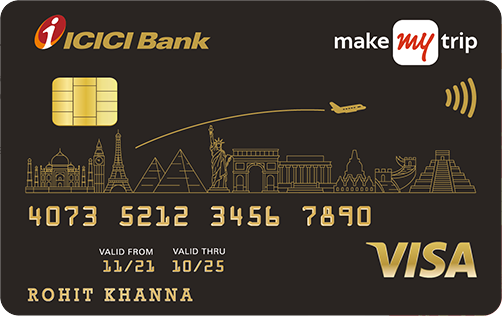 ICICI Bank
make my trip
4073 5212 3456 7890
VALID FROM VALID THRU
11/21 10/25
VISA
ROHIT KHANNA